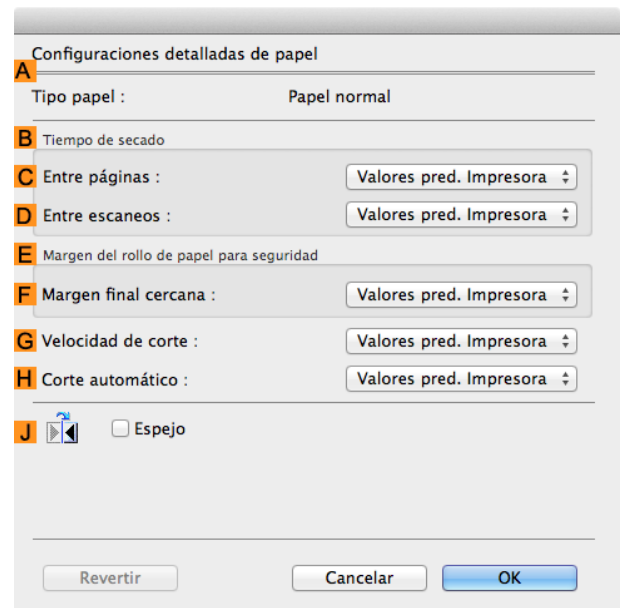 Configuraciones detalladas de papel
A
Tipo papel : Papel normal
B Tiempo de secado
C Entre páginas : Valores pred. Impresora
D Entre escaneos : Valores pred. Impresora
E Margen del rollo de papel para seguridad
F Margen final cercana : Valores pred. Impresora
G Velocidad de corte : Valores pred. Impresora
H Corte automático : Valores pred. Impresora
J Espejo
Revertir Cancelar OK